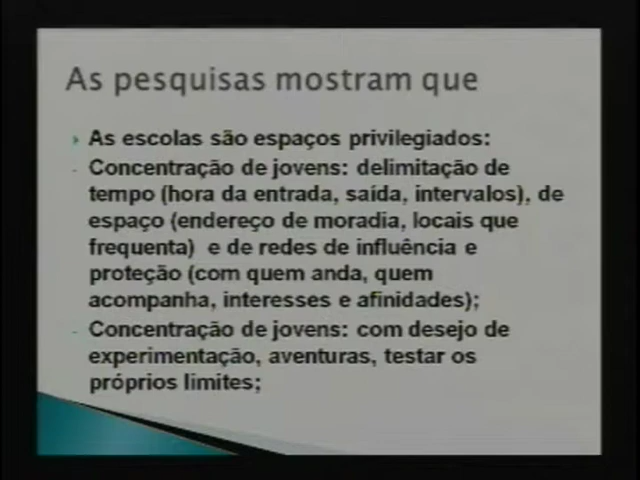 As pesquisas mostram que
As escolas são espaços privilegiados:
- Concentração de jovens: delimitação de
tempo (hora da entrada, saída, intervalos), de
espaço (endereço de moradia, locais que
frequenta) e de redes de influência e
proteção (com quem anda, quem
acompanha, interesses e afinidades);
- Concentração de jovens: com desejo de
experimentação, aventuras, testar os
próprios limites;